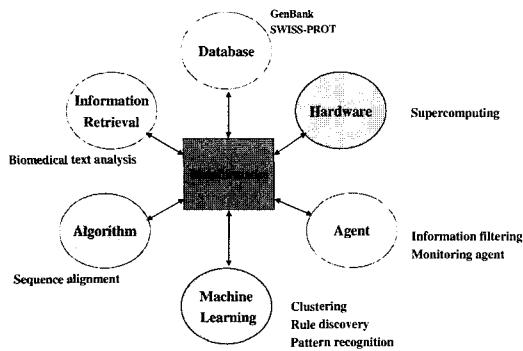 GenBank
SWISS-PROT
Database
Information
Retrieval
Hardware
Supercomputing
Biomedical text analysis
Algorithm
Agent
Information filtering
Monitoring agent
Sequence alignment
Machine
Learning
Clustering
Rule discovery
Pattern recognition